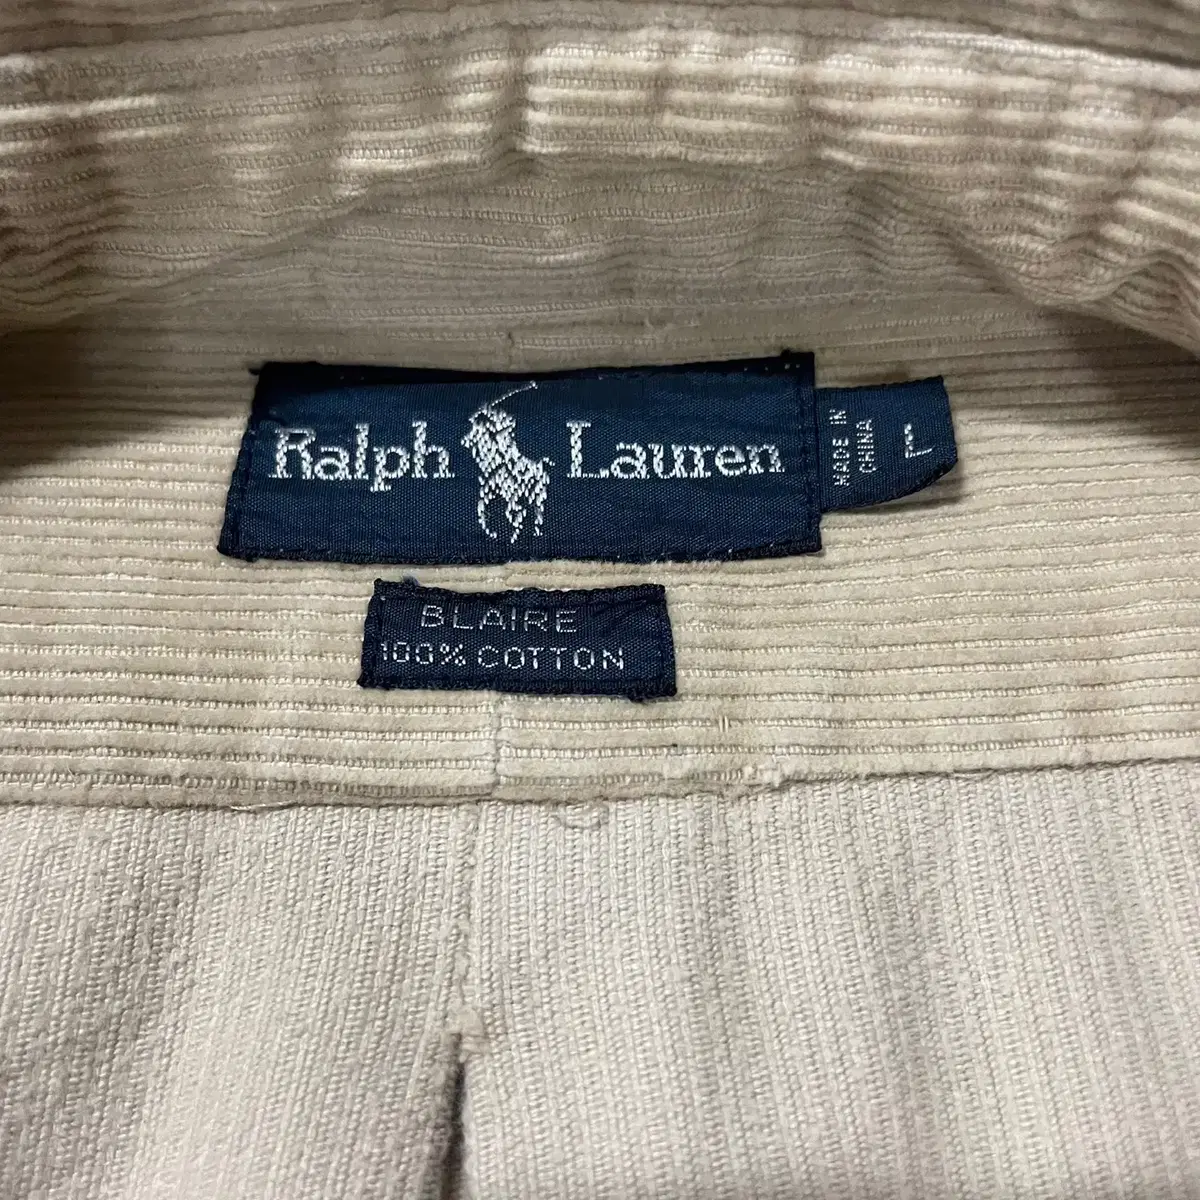 Ralph Lauren
MADE IN
CHINA
L
BLAIRE
100% COTTON